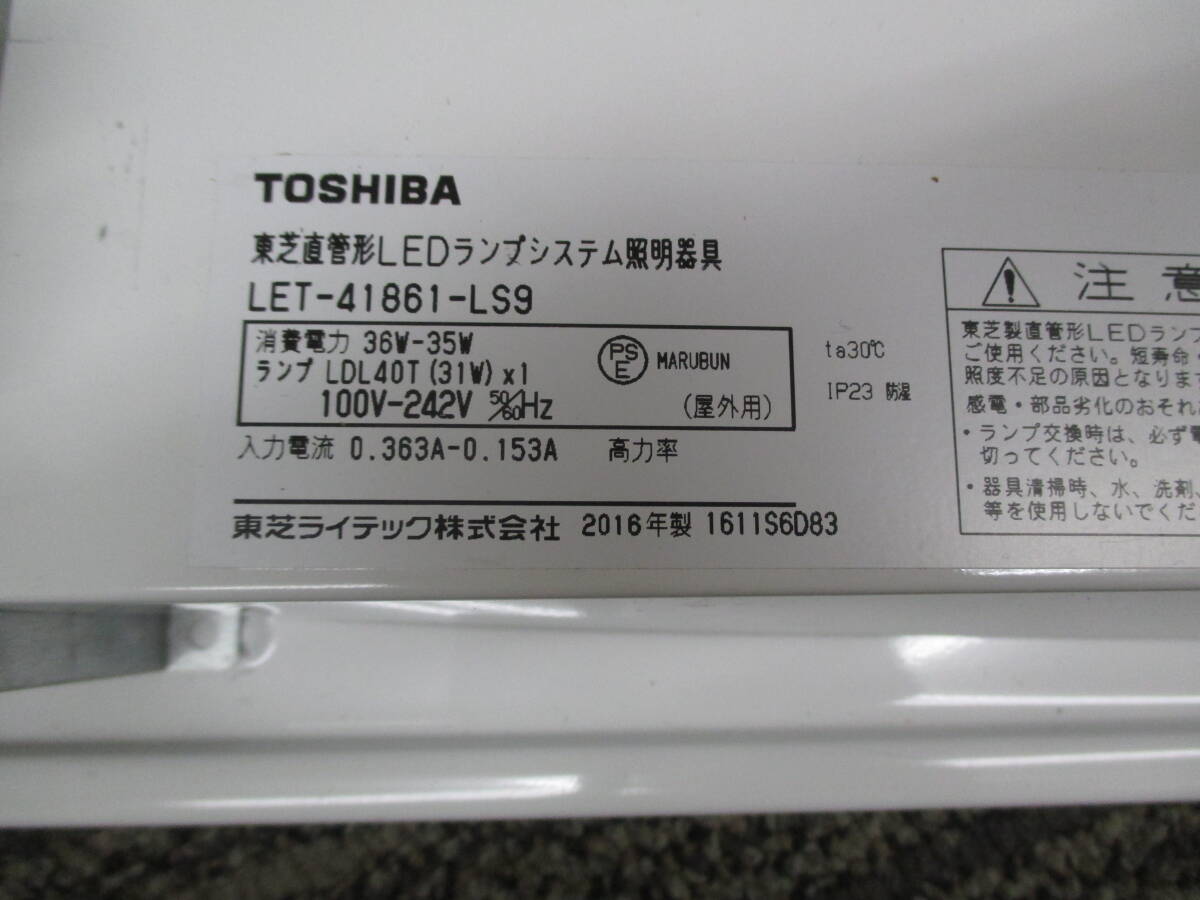 TOSHIBA
東芝直管形LEDランプシステム照明器具
LET-41861-LS9
消費電力 36W-35W
ランプ LDL40T(31W)x1
100V-242V 50/60Hz
PSE MARUBUN
(屋外用)
ta30℃
IP23 防湿
入力電流 0.363A-0.153A 高力率
東芝ライテック株式会社 2016年製 1611S6D83
注意
東芝製直管形LEDランプ
ご使用ください。短寿命・
照度不足の原因となります
感電・部品劣化のおそれ
・ランプ交換時は、必ず電
切ってください。
・器具清掃時、水、洗剤、
等を使用しないでくだ